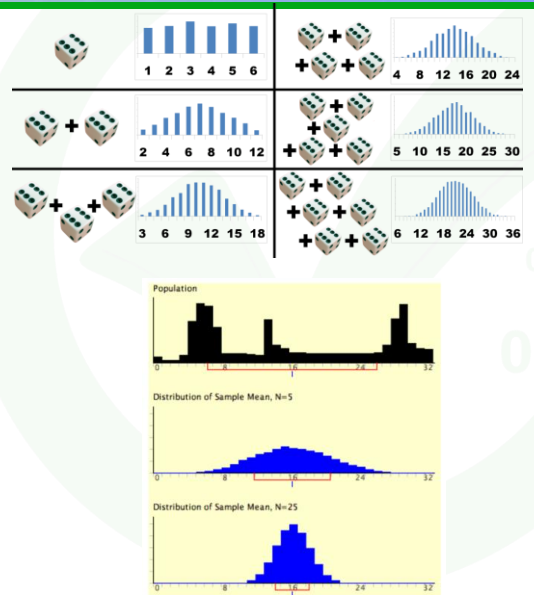 +
1 2 3 4 5 6
+
+ +
4 8 12 16 20 24
+
2 4 6 8 10 12
+
+
+ +
5 10 15 20 25 30
+ +
3 6 9 12 15 18
+
+ + +
+ +
6 12 18 24 30 36
Population
0 8 16 24 32
Distribution of Sample Mean, N=5
0 8 16 24 32
Distribution of Sample Mean, N=25
0 8 16 24 32
0